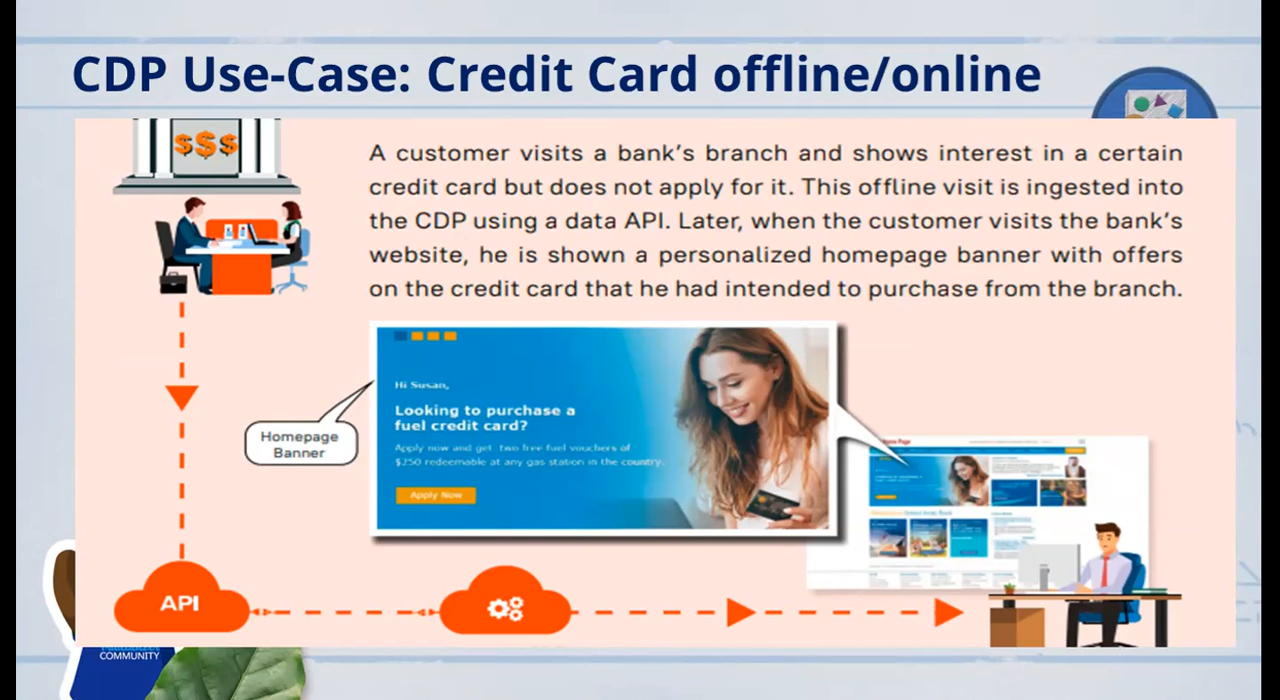 CDP Use-Case: Credit Card offline/online
$$$
A customer visits a bank's branch and shows interest in a certain
credit card but does not apply for it. This offline visit is ingested into
the CDP using a data API. Later, when the customer visits the bank's
website, he is shown a personalized homepage banner with offers
on the credit card that he had intended to purchase from the branch.
Hi Susan,
Looking to purchase a
fuel credit card?
Apply now and get two free fuel vouchers of
$250 redeemable at any gas station in the country.
Apply Now
Homepage
Banner
API
COMMUNITY